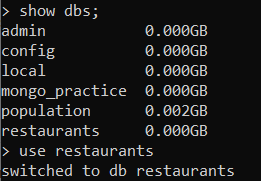 > show dbs;
admin           0.000GB
config          0.000GB
local           0.000GB
mongo_practice  0.000GB
population      0.002GB
restaurants     0.000GB
> use restaurants
switched to db restaurants